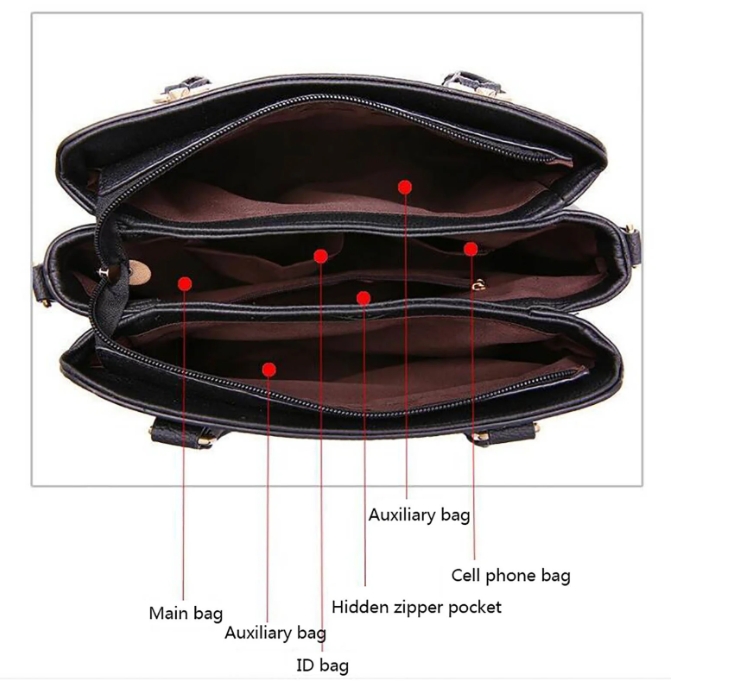 Auxiliary bag
Cell phone bag
Hidden zipper pocket
Main bag
Auxiliary bag
ID bag